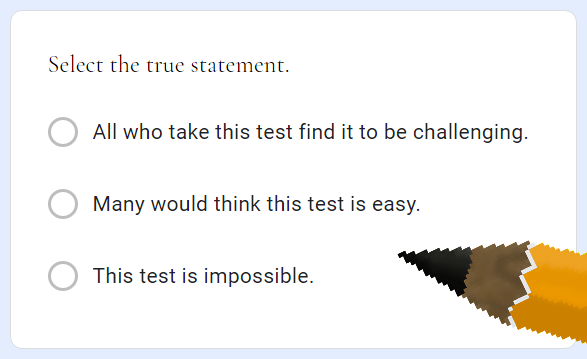 Select the true statement.
All who take this test find it to be challenging.
Many would think this test is easy.
This test is impossible.